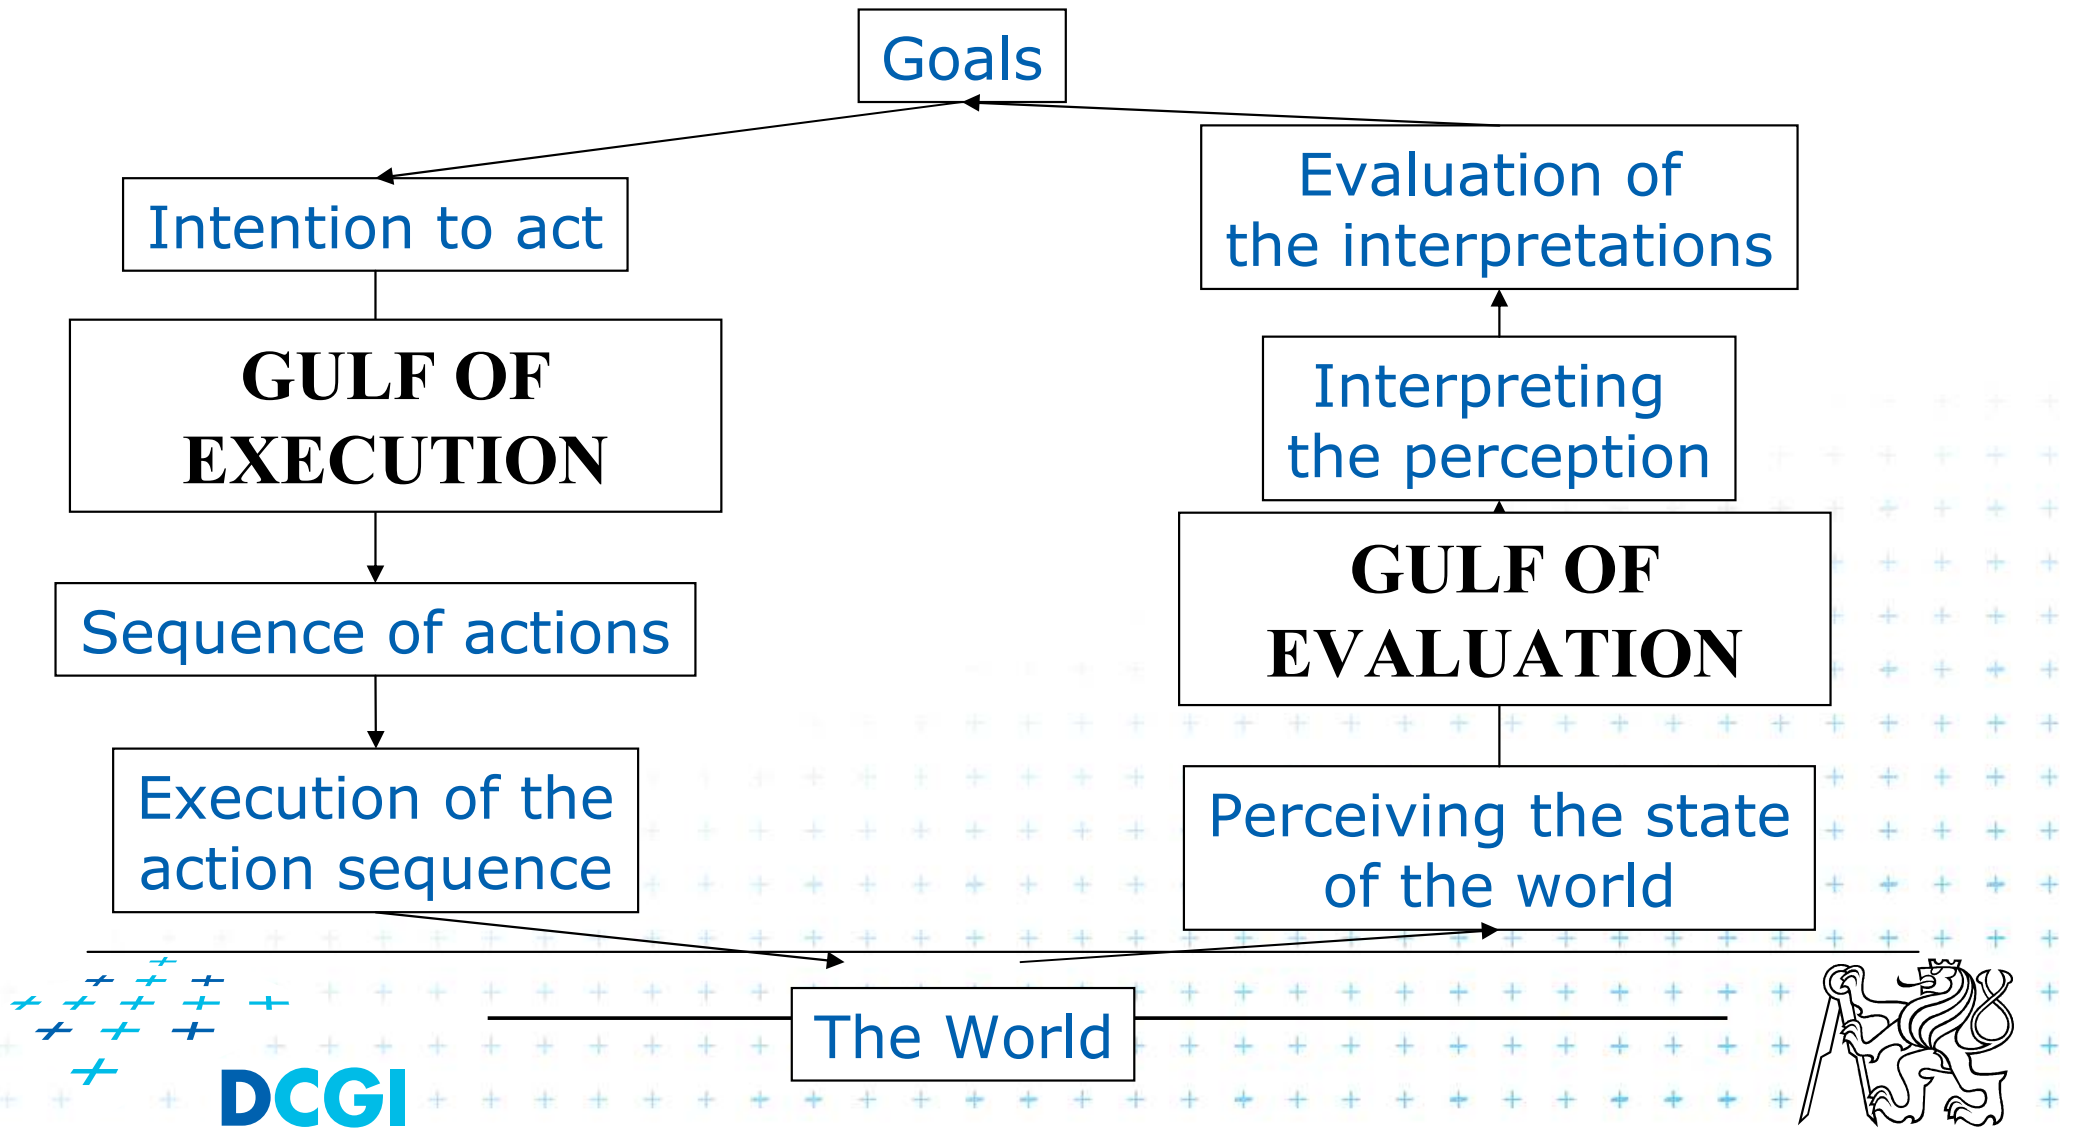 Goals
Intention to act
GULF OF
EXECUTION
Sequence of actions
Execution of the
action sequence
Evaluation of
the interpretations
Interpreting
the perception
GULF OF
EVALUATION
Perceiving the state
of the world
The World
DCGI